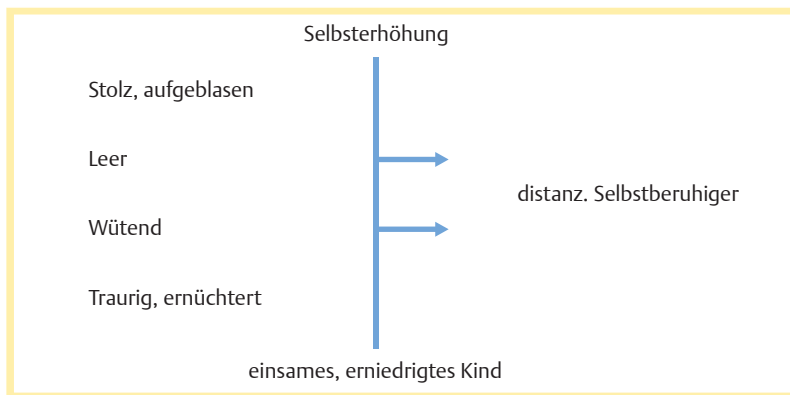 Selbsterhöhung
Stolz, aufgeblasen
Leer
distanz. Selbstberuhiger
Wütend
Traurig, ernüchtert
einsames, erniedrigtes Kind